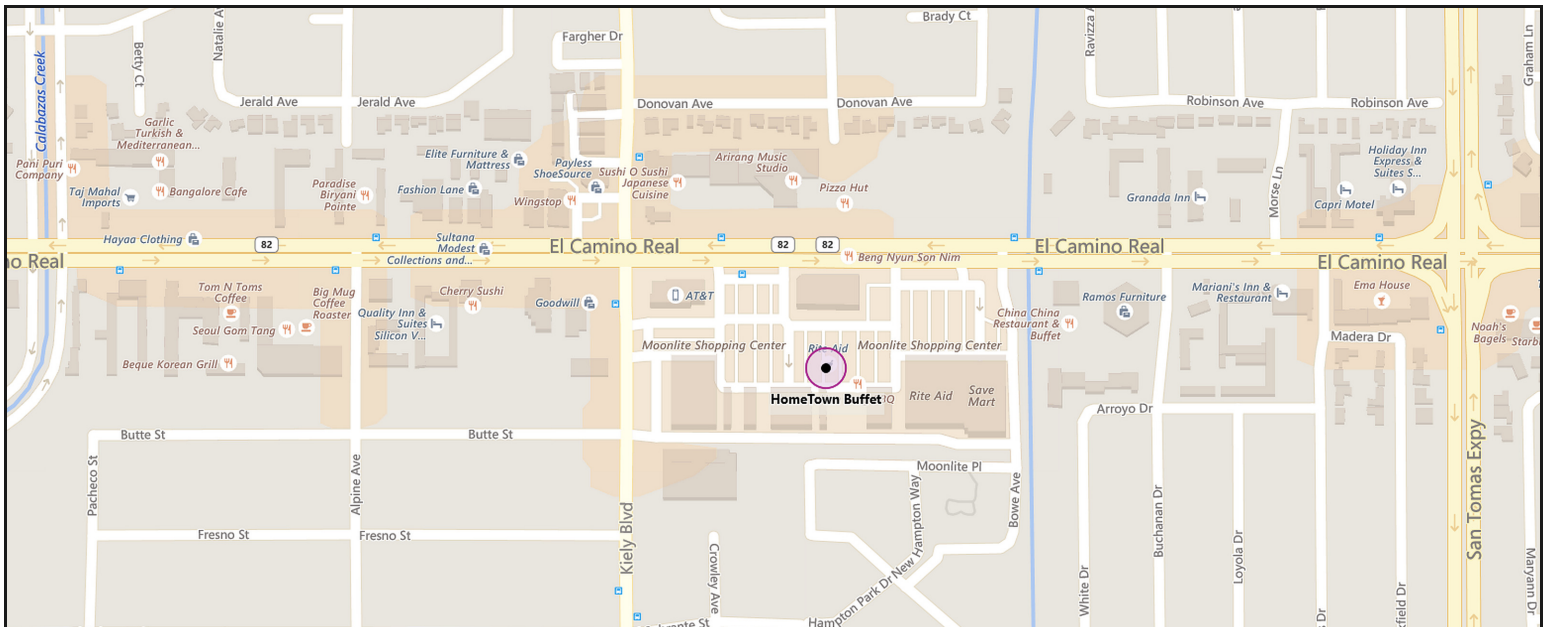 Brady Ct
Fargher Dr
Natalie A
Betty Ct
Ravizza A
Graham Ln
Calabazas Creek
Jerald Ave
Jerald Ave
Donovan Ave
Donovan Ave
Robinson Ave
Robinson Ave
Garlic
Turkish &
Mediterranean...
Pani Puri
Company
Taj Mahal
Imports
Bangalore Cafe
Paradise
Biryani
Pointe
Elite Furniture &
Mattress
Fashion Lane
Payless
ShoeSource
Wingstop
Sushi O Sushi
Japanese
Cuisine
Arirang Music
Studio
Pizza Hut
Granada Inn
Morse Ln
Holiday Inn
Express &
Suites S...
Capri Motel
Hayaa Clothing
82
Sultana
Modest
Collections and...
El Camino Real
82
82
Beng Nyun Son Nim
El Camino Real
El Camino Real
no Real
Tom N Toms
Coffee
Big Mug
Coffee
Roaster
Seoul Gom Tang
Beque Korean Grill
Cherry Sushi
Quality Inn &
Suites
Silicon V...
Goodwill
AT&T
Moonlite Shopping Center
Rite Aid
Moonlite Shopping Center
China China
Restaurant &
Buffet
Ramos Furniture
Mariani's Inn &
Restaurant
Ema House
Madera Dr
Noah's
Bagels
Starb
HomeTown Buffet
3Q
Rite Aid
Save
Mart
Arroyo Dr
Butte St
Butte St
Pacheco St
Alpine Ave
Fresno St
Fresno St
Kiely Blvd
Crowley Ave
Moonlite Pl
New Hampton Way
Hampton Park Dr
Bowe Ave
White Dr
Buchanan Dr
Loyola Dr
San Tomas Expy
Maryann Dr
field Dr
s Dr